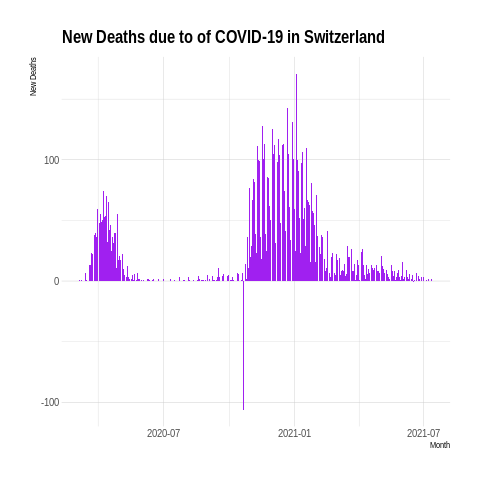 New Deaths due to of COVID-19 in Switzerland
New Deaths
100
0
-100
2020-07
2021-01
2021-07
Month